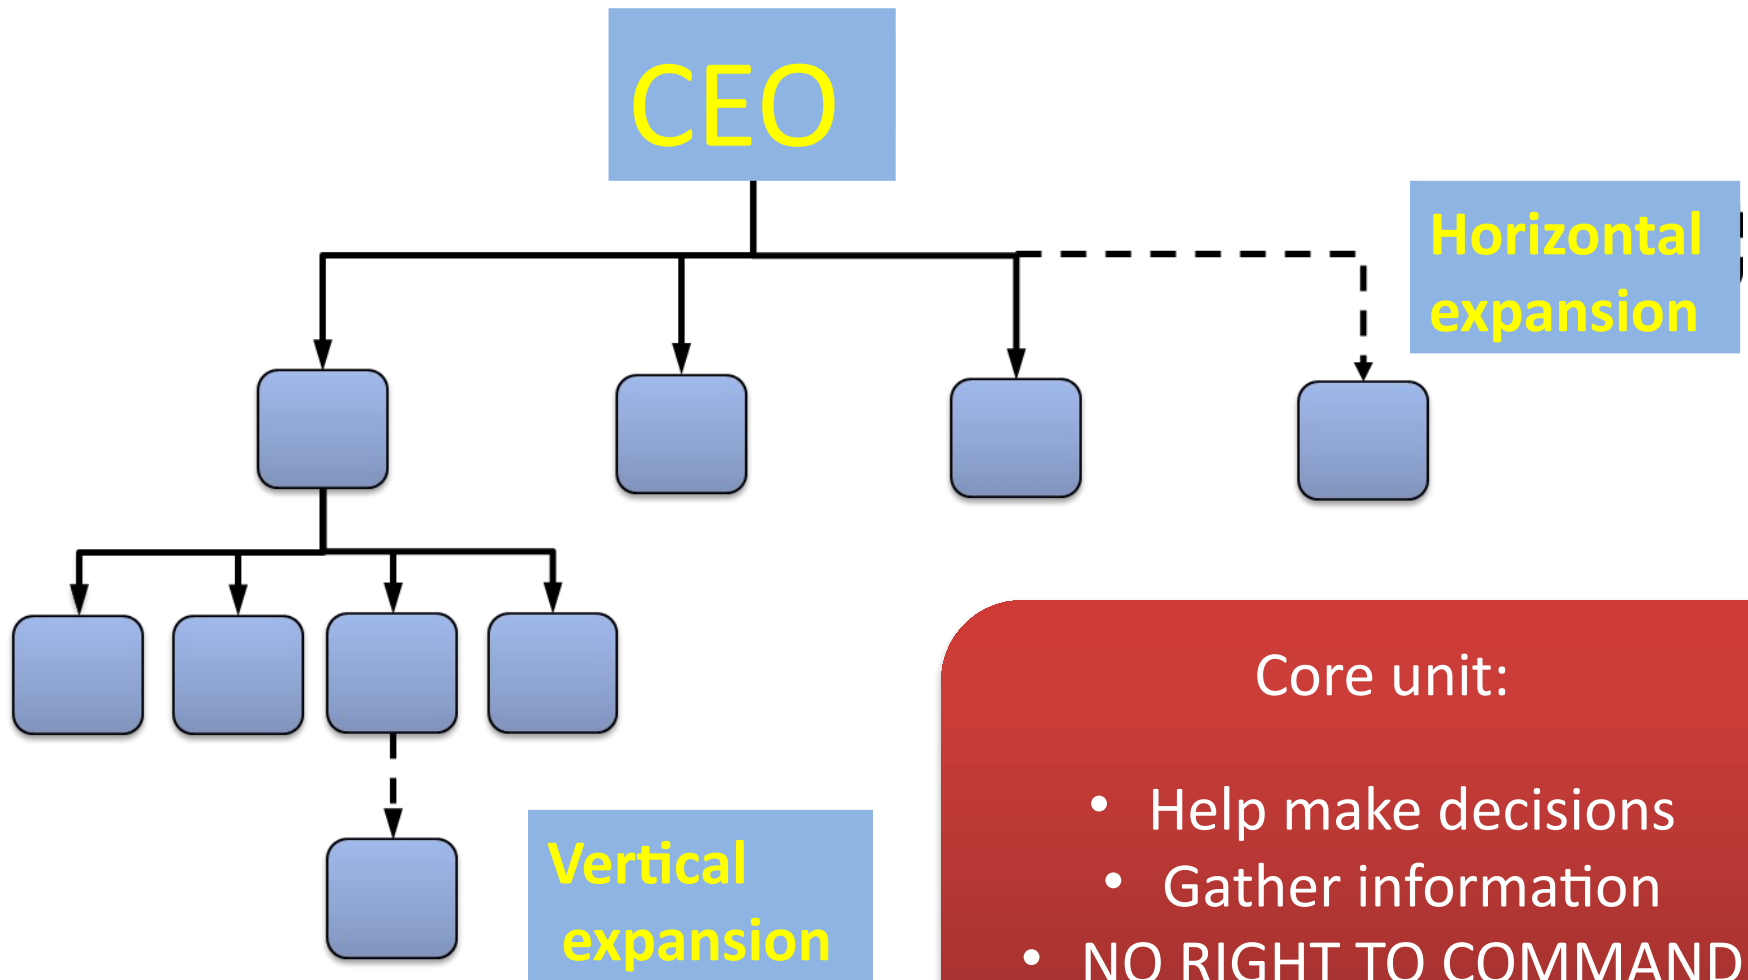 CEO
Horizontal
expansion
Core unit:
• Help make decisions
• Gather information
• NO RIGHT TO COMMAND
Vertical
expansion